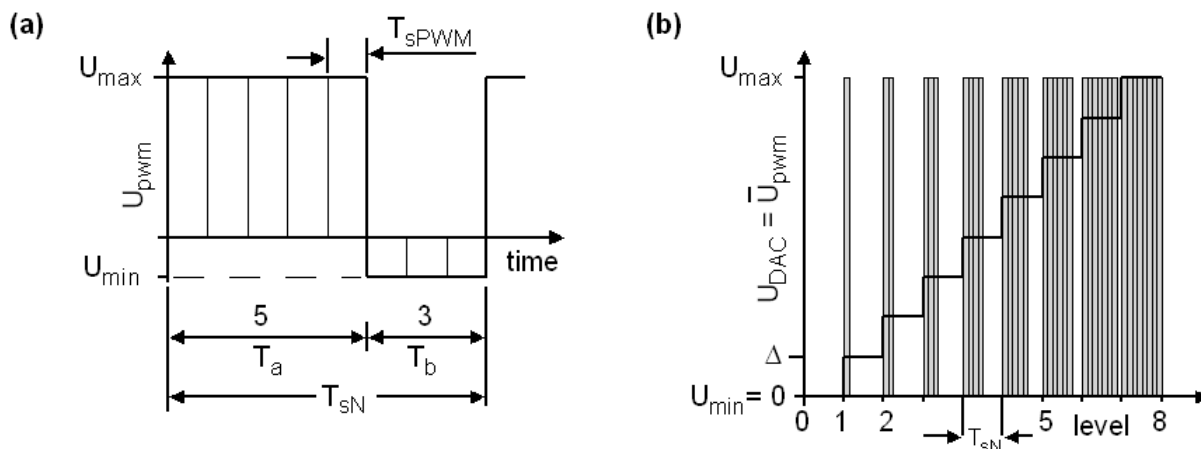 (a)
T_sPWM
U_max
U_pwm
time
U_min
5
3
T_a
T_b
T_sN
(b)
U_max
U_DAC = U̅_pwm
Δ
U_min = 0
0
1
2
T_sN
5
level
8